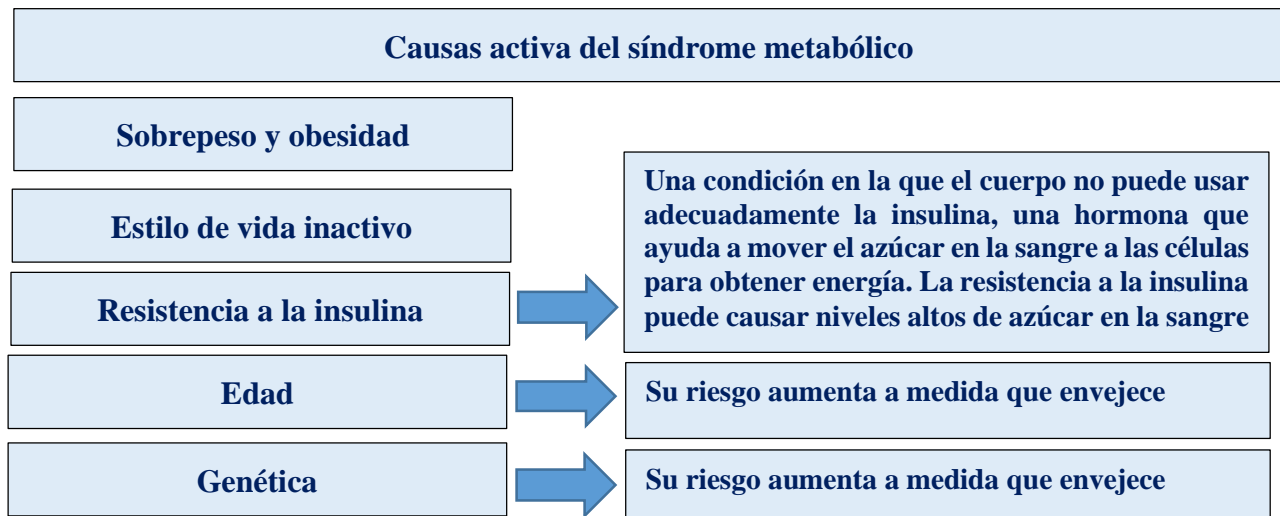 Causas activa del síndrome metabólico
Sobrepeso y obesidad
Estilo de vida inactivo
Resistencia a la insulina
Una condición en la que el cuerpo no puede usar
adecuadamente la insulina, una hormona que
ayuda a mover el azúcar en la sangre a las células
para obtener energía. La resistencia a la insulina
puede causar niveles altos de azúcar en la sangre
Edad
Su riesgo aumenta a medida que envejece
Genética
Su riesgo aumenta a medida que envejece